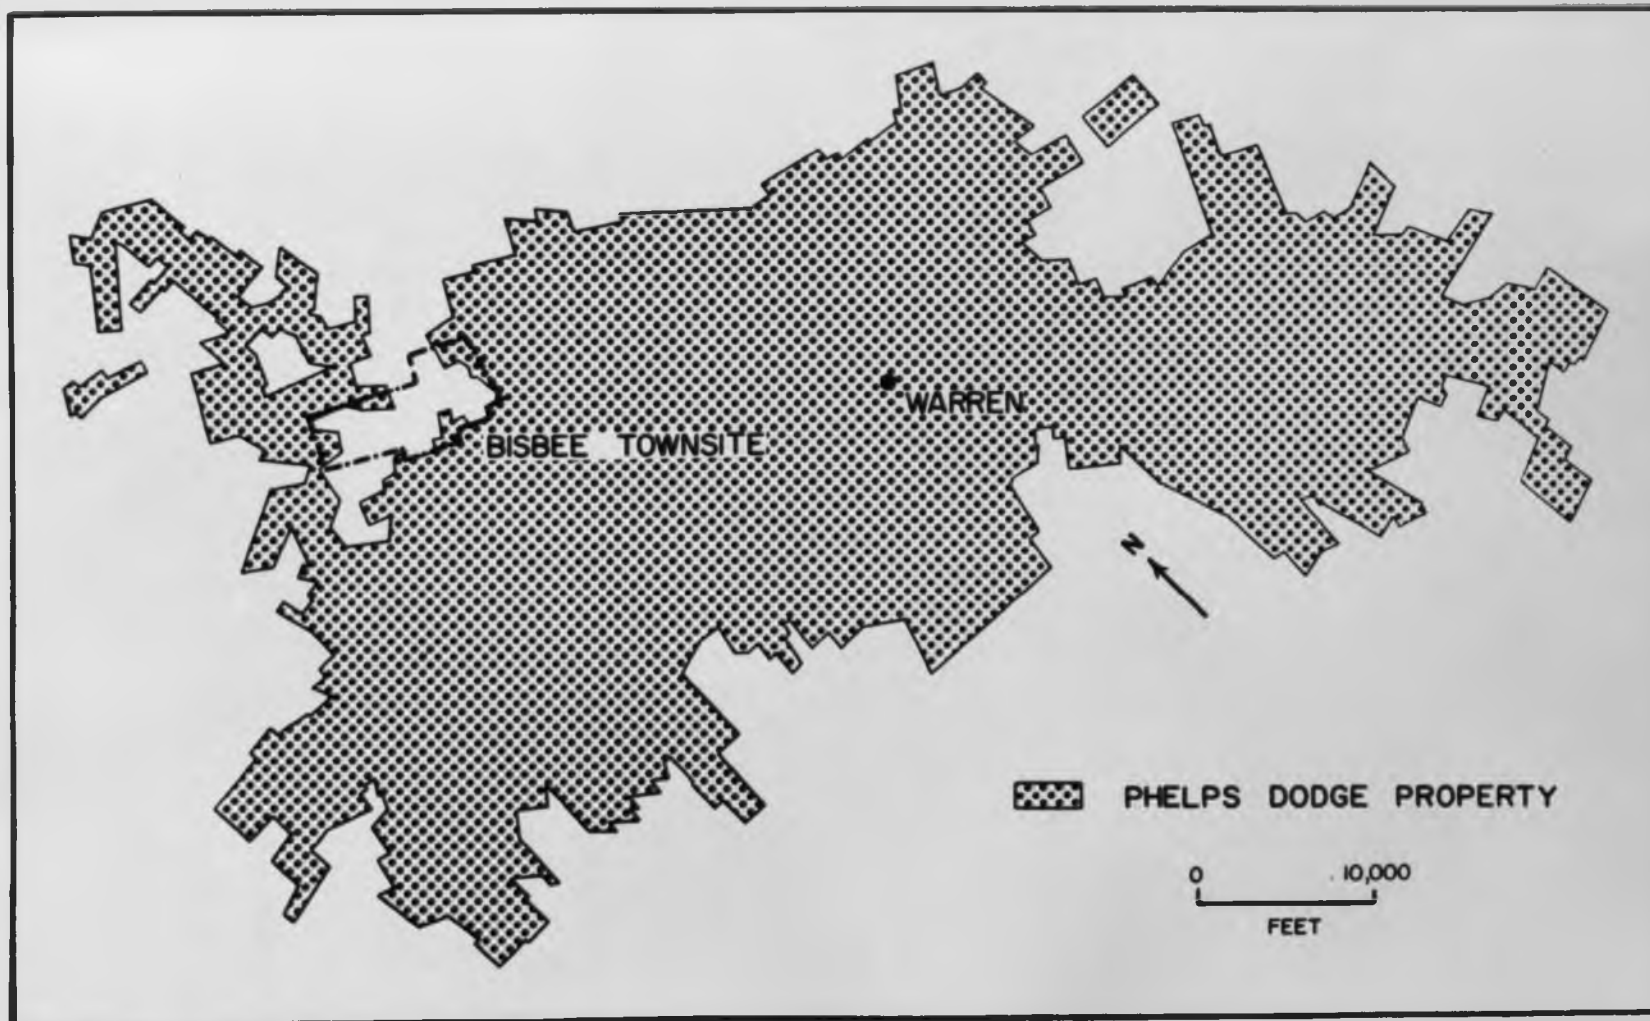 WARREN
BISBEE TOWNSITE
N
PHELPS DODGE PROPERTY
0 10,000
FEET